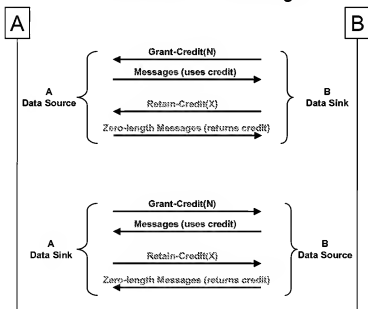 A
B
Grant-Credit(N)
Messages (uses credit)
A
Data Source
B
Data Sink
Retain-Credit(X)
Zero-length Messages (returns credit)
Grant-Credit(N)
Messages (uses credit)
A
Data Sink
B
Data Source
Retain-Credit(X)
Zero-length Messages (returns credit)